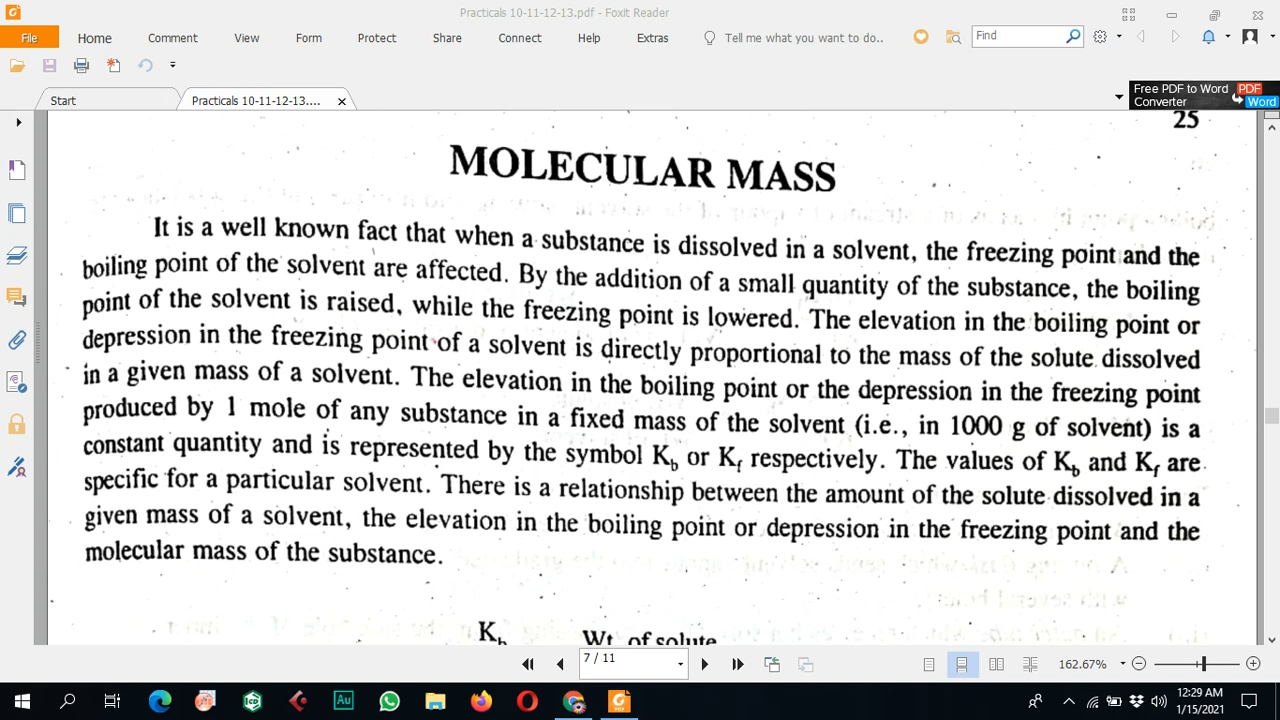 Practicals 10-11-12-13.pdf - Foxit Reader
File Home Comment View Form Protect Share Connect Help Extras Tell me what you want to do.. Find
Start Practicals 10-11-12-13.... Free PDF to Word
Converter PDF Word
25
MOLECULAR MASS
It is a well known fact that when a substance is dissolved in a solvent, the freezing point and the
boiling point of the solvent are affected. By the addition of a small quantity of the substance, the boiling
point of the solvent is raised, while the freezing point is lowered. The elevation in the boiling point or
depression in the freezing point of a solvent is directly proportional to the mass of the solute dissolved
in a given mass of a solvent. The elevation in the boiling point or the depression in the freezing point
produced by 1 mole of any substance in a fixed mass of the solvent (i.e., in 1000 g of solvent) is a
constant quantity and is represented by the symbol K_b or K_f respectively. The values of K_b and K_f are
specific for a particular solvent. There is a relationship between the amount of the solute dissolved in a
given mass of a solvent, the elevation in the boiling point or depression in the freezing point and the
molecular mass of the substance.
K_b Wt. of solute
7 / 11 162.67%
Au 12:29 AM
1/15/2021